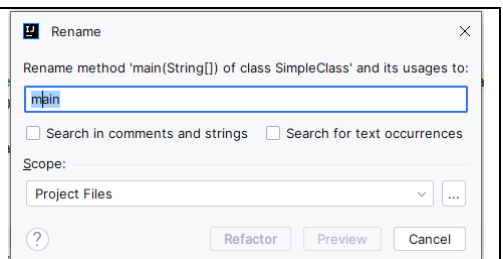 IJ Rename
Rename method 'main(String[]) of class SimpleClass' and its usages to:
main
Search in comments and strings Search for text occurrences
Scope:
Project Files ...
? Refactor Preview Cancel